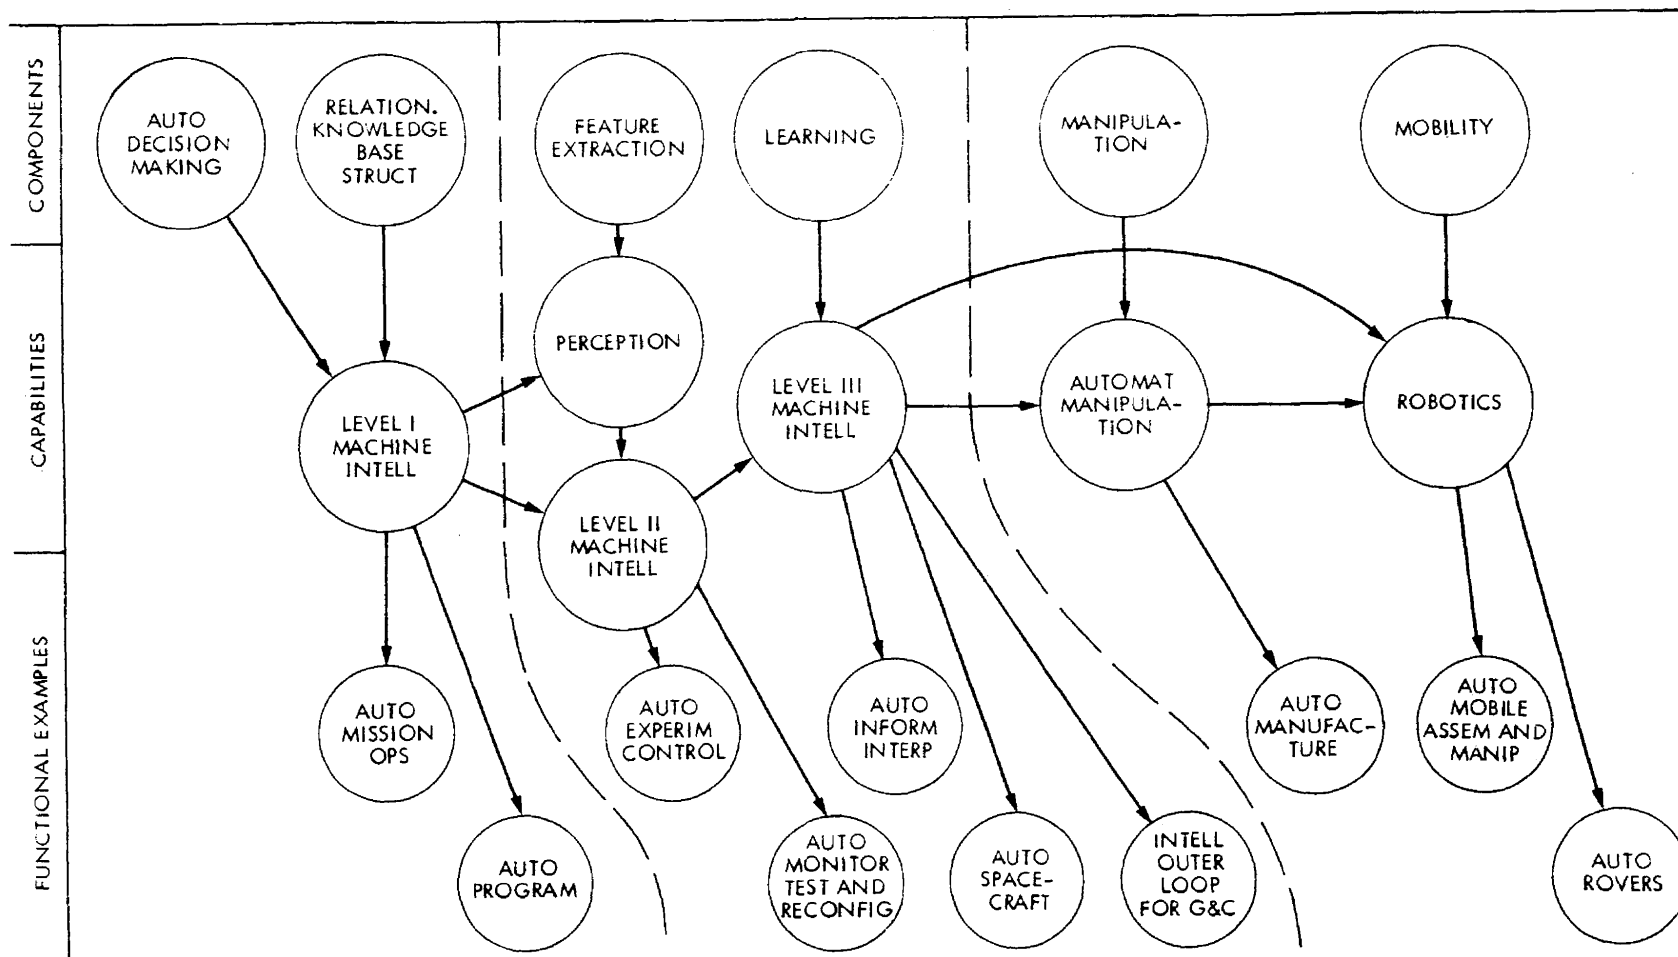 COMPONENTS
AUTO
DECISION
MAKING
RELATION.
KNOWLEDGE
BASE
STRUCT
FEATURE
EXTRACTION
LEARNING
MANIPULA-
TION
MOBILITY
CAPABILITIES
LEVEL I
MACHINE
INTELL
PERCEPTION
LEVEL II
MACHINE
INTELL
LEVEL III
MACHINE
INTELL
AUTOMAT
MANIPULA-
TION
ROBOTICS
FUNCTIONAL EXAMPLES
AUTO
MISSION
OPS
AUTO
PROGRAM
AUTO
EXPERIM
CONTROL
AUTO
MONITOR
TEST AND
RECONFIG
AUTO
INFORM
INTERP
AUTO
SPACE-
CRAFT
INTELL
OUTER
LOOP
FOR G&C
AUTO
MANUFAC-
TURE
AUTO
MOBILE
ASSEM AND
MANIP
AUTO
ROVERS